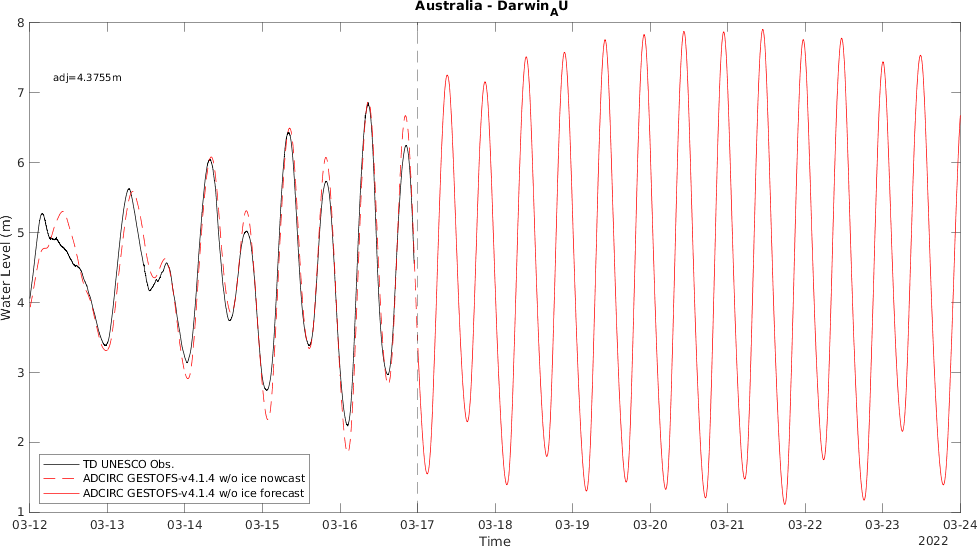 Australia - Darwin_AU
adj=4.3755m
8
7
6
5
4
3
2
1
Water Level (m)
TD UNESCO Obs.
ADCIRC GESTOFS-v4.1.4 w/o ice nowcast
ADCIRC GESTOFS-v4.1.4 w/o ice forecast
03-12 03-13 03-14 03-15 03-16 03-17 03-18 03-19 03-20 03-21 03-22 03-23 03-24
Time
2022